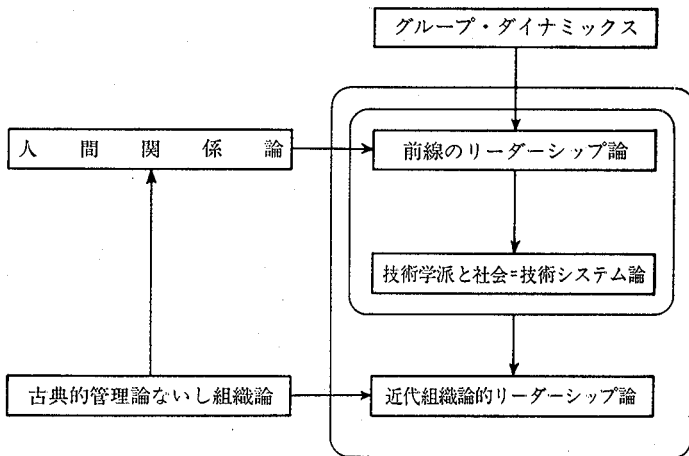 グループ・ダイナミックス
人間関係論
前線のリーダーシップ論
技術学派と社会=技術システム論
古典的管理論ないし組織論
近代組織論的リーダーシップ論